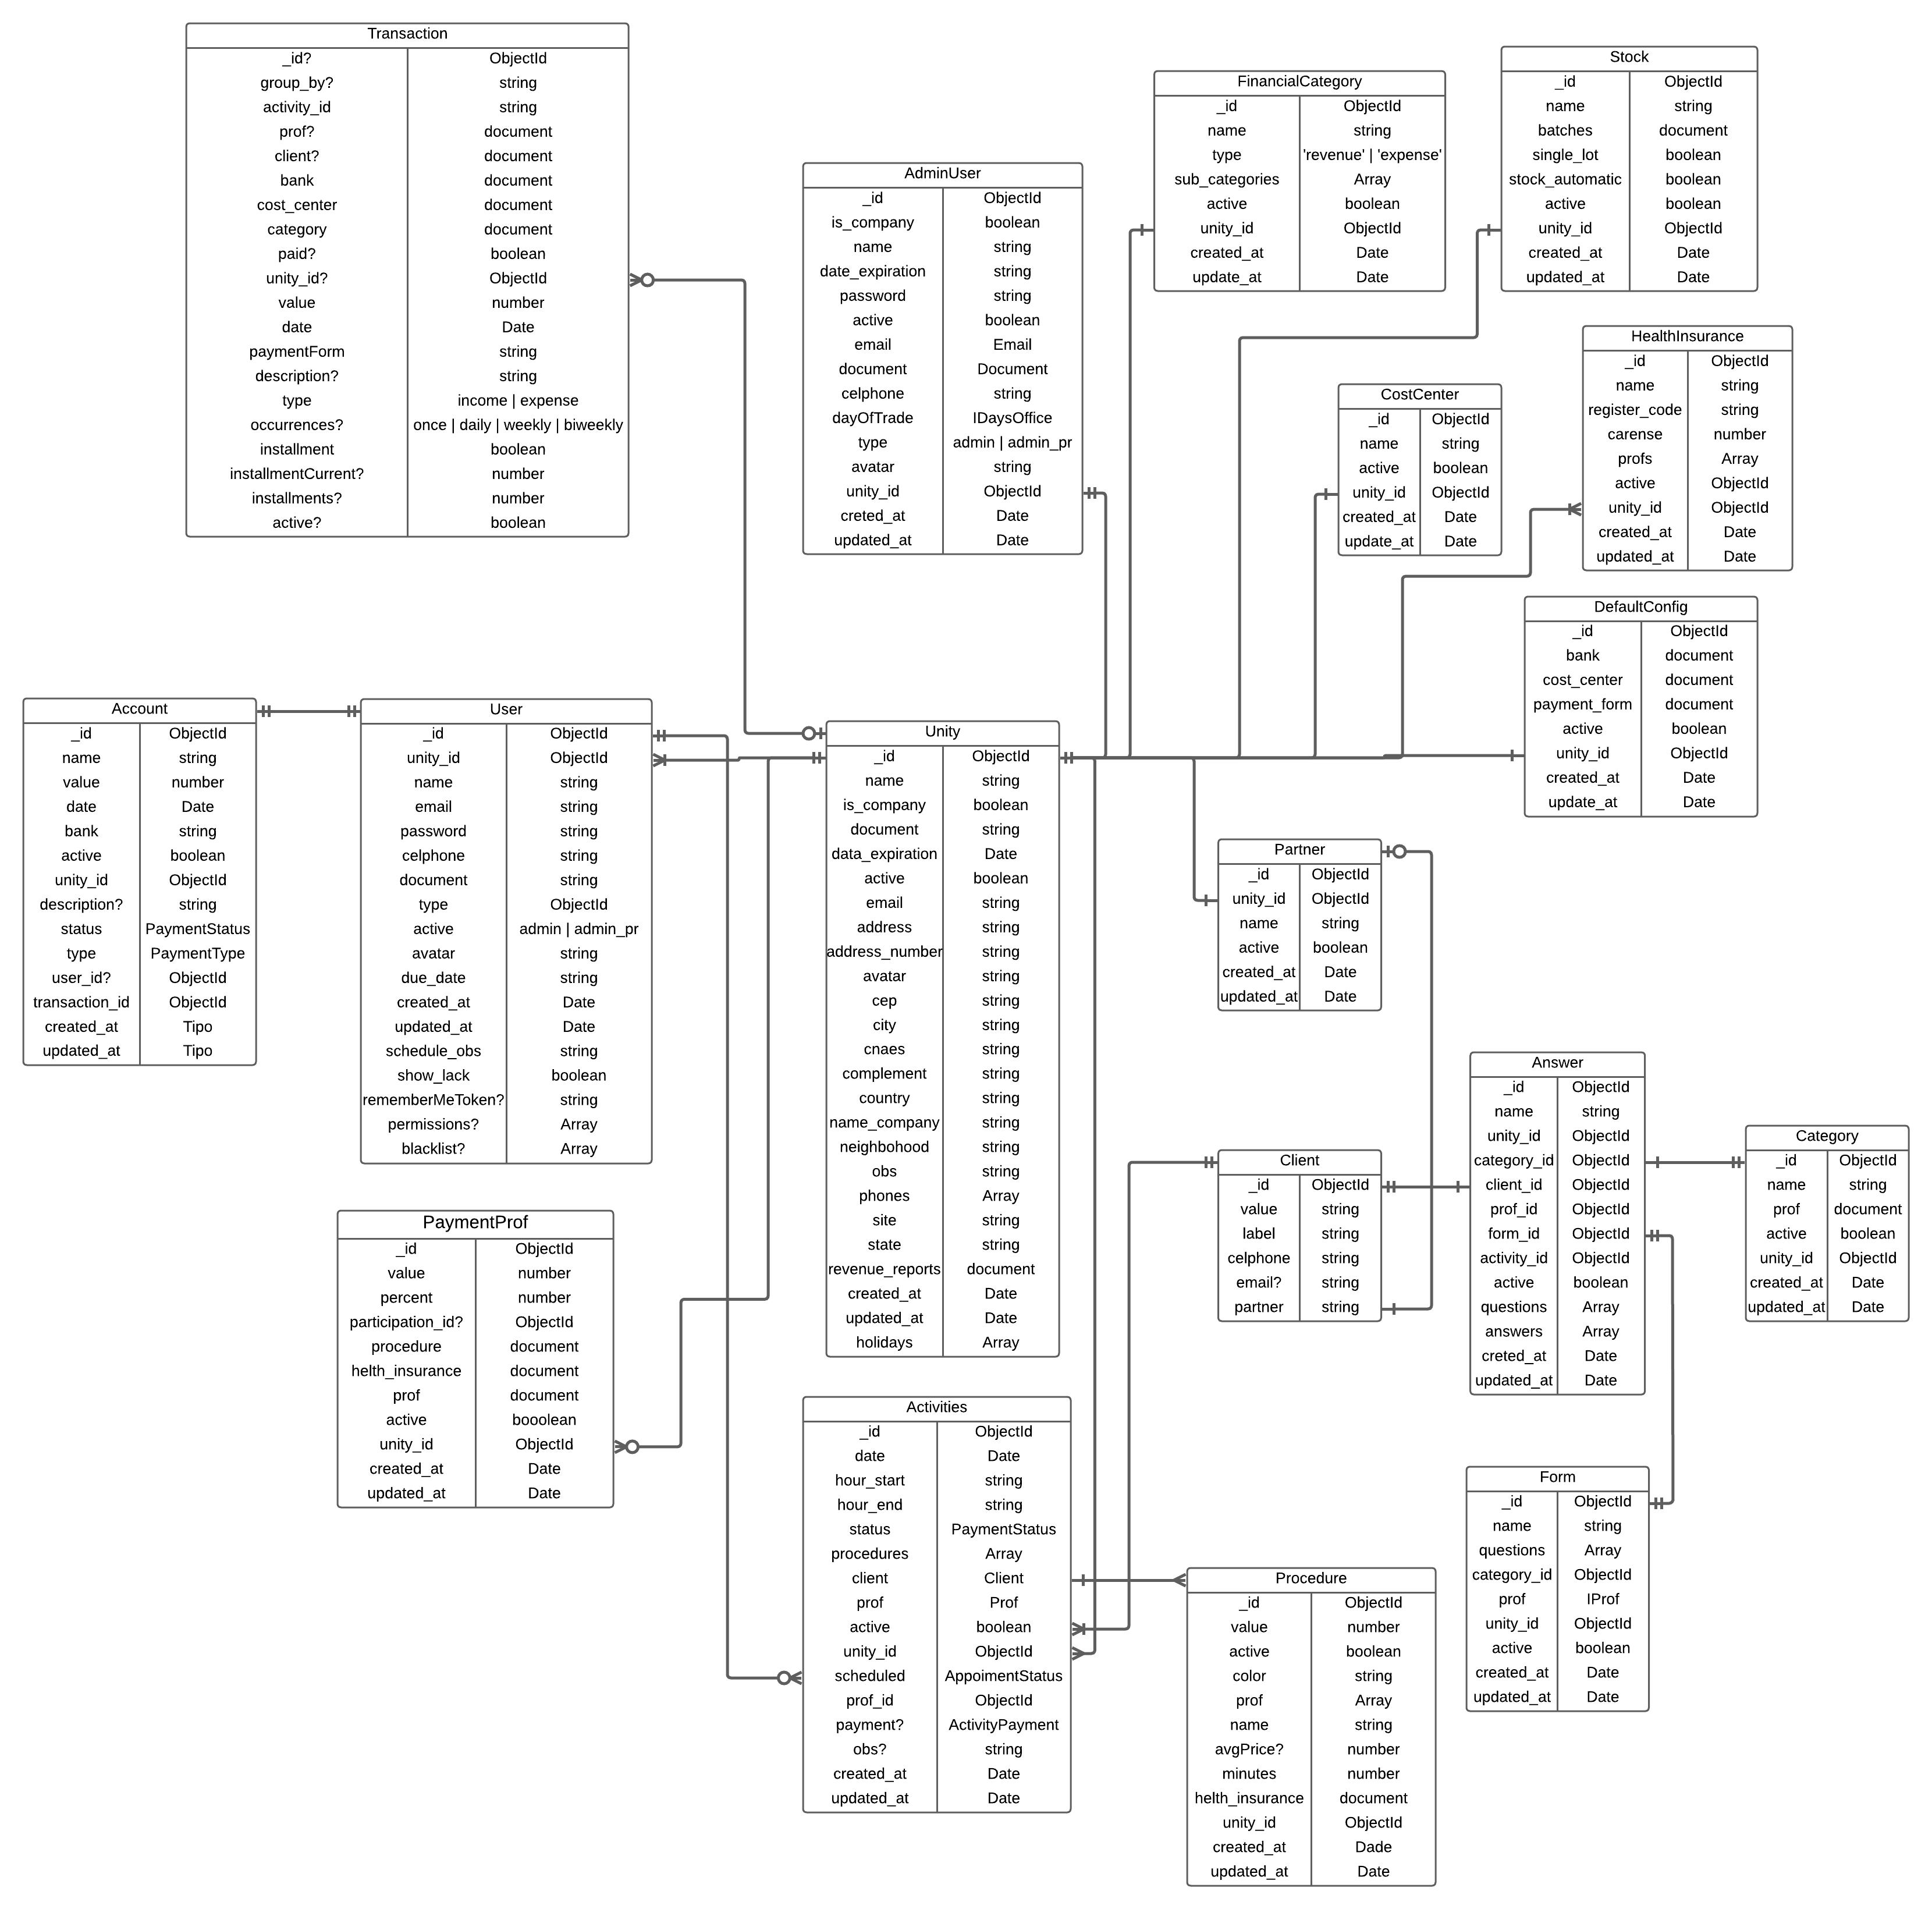 Transaction
_id? ObjectId
group_by? string
activity_id string
prof? document
client? document
bank document
cost_center document
category document
paid? boolean
unity_id? ObjectId
value number
date Date
paymentForm string
description? string
type income | expense
occurrences? once | daily | weekly | biweekly
installment boolean
installmentCurrent? number
installments? number
active? boolean
AdminUser
_id ObjectId
is_company boolean
name string
date_expiration string
password string
active boolean
email Email
document Document
celphone string
dayOfTrade IDaysOffice
type admin | admin_pr
avatar string
unity_id ObjectId
creted_at Date
updated_at Date
FinancialCategory
_id ObjectId
name string
type 'revenue' | 'expense'
sub_categories Array
active boolean
unity_id ObjectId
created_at Date
update_at Date
Stock
_id ObjectId
name string
batches document
single_lot boolean
stock_automatic boolean
active boolean
unity_id ObjectId
created_at Date
updated_at Date
CostCenter
_id ObjectId
name string
active boolean
unity_id ObjectId
created_at Date
update_at Date
HealthInsurance
_id ObjectId
name string
register_code string
carense number
profs Array
active ObjectId
unity_id ObjectId
created_at Date
updated_at Date
DefaultConfig
_id ObjectId
bank document
cost_center document
payment_form document
active boolean
unity_id ObjectId
created_at Date
update_at Date
Account
_id ObjectId
name string
value number
date Date
bank string
active boolean
unity_id ObjectId
description? string
status PaymentStatus
type PaymentType
user_id? ObjectId
transaction_id ObjectId
created_at Tipo
updated_at Tipo
User
_id ObjectId
unity_id ObjectId
name string
email string
password string
celphone string
document string
type ObjectId
active admin | admin_pr
avatar string
due_date string
created_at Date
updated_at Date
schedule_obs string
show_lack boolean
rememberMeToken? string
permissions? Array
blacklist? Array
Unity
_id ObjectId
name string
is_company boolean
document string
data_expiration Date
active boolean
email string
address string
address_number string
avatar string
cep string
city string
cnaes string
complement string
country string
name_company string
neighbohood string
obs string
phones Array
site string
state string
revenue_reports document
created_at Date
updated_at Date
holidays Array
Partner
_id ObjectId
unity_id ObjectId
name string
active boolean
created_at Date
updated_at Date
Client
_id ObjectId
value string
label string
celphone string
email? string
partner string
Answer
_id ObjectId
name string
unity_id ObjectId
category_id ObjectId
client_id ObjectId
prof_id ObjectId
form_id ObjectId
activity_id ObjectId
active boolean
questions Array
answers Array
creted_at Date
updated_at Date
Category
_id ObjectId
name string
prof document
active boolean
unity_id ObjectId
created_at Date
updated_at Date
PaymentProf
_id ObjectId
value number
percent number
participation_id? ObjectId
procedure document
helth_insurance document
prof document
active booolean
unity_id ObjectId
created_at Date
updated_at Date
Activities
_id ObjectId
date Date
hour_start string
hour_end string
status PaymentStatus
procedures Array
client Client
prof Prof
active boolean
unity_id ObjectId
scheduled AppoimentStatus
prof_id ObjectId
payment? ActivityPayment
obs? string
created_at Date
updated_at Date
Procedure
_id ObjectId
value number
active boolean
color string
prof Array
name string
avgPrice? number
minutes number
helth_insurance document
unity_id ObjectId
created_at Dade
updated_at Date
Form
_id ObjectId
name string
questions Array
category_id ObjectId
prof IProf
unity_id ObjectId
active boolean
created_at Date
updated_at Date